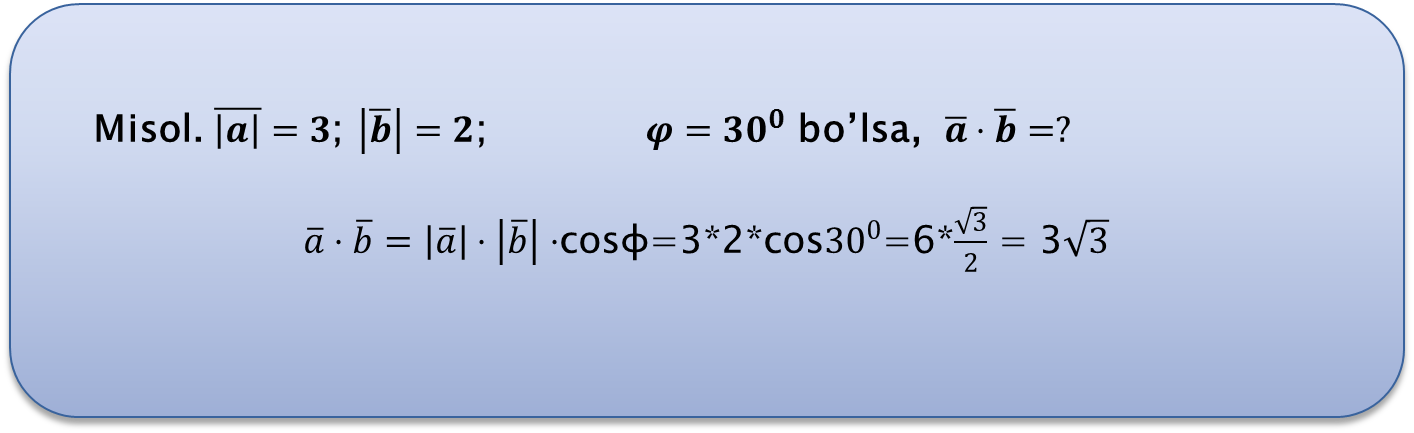 Misol. |a̅| = 3; |b̅| = 2; φ = 30⁰ bo’lsa, a̅ · b̅ =?
a̅ · b̅ = |a̅| · |b̅| ·cosϕ=3*2*cos30⁰=6*√3/2 = 3√3